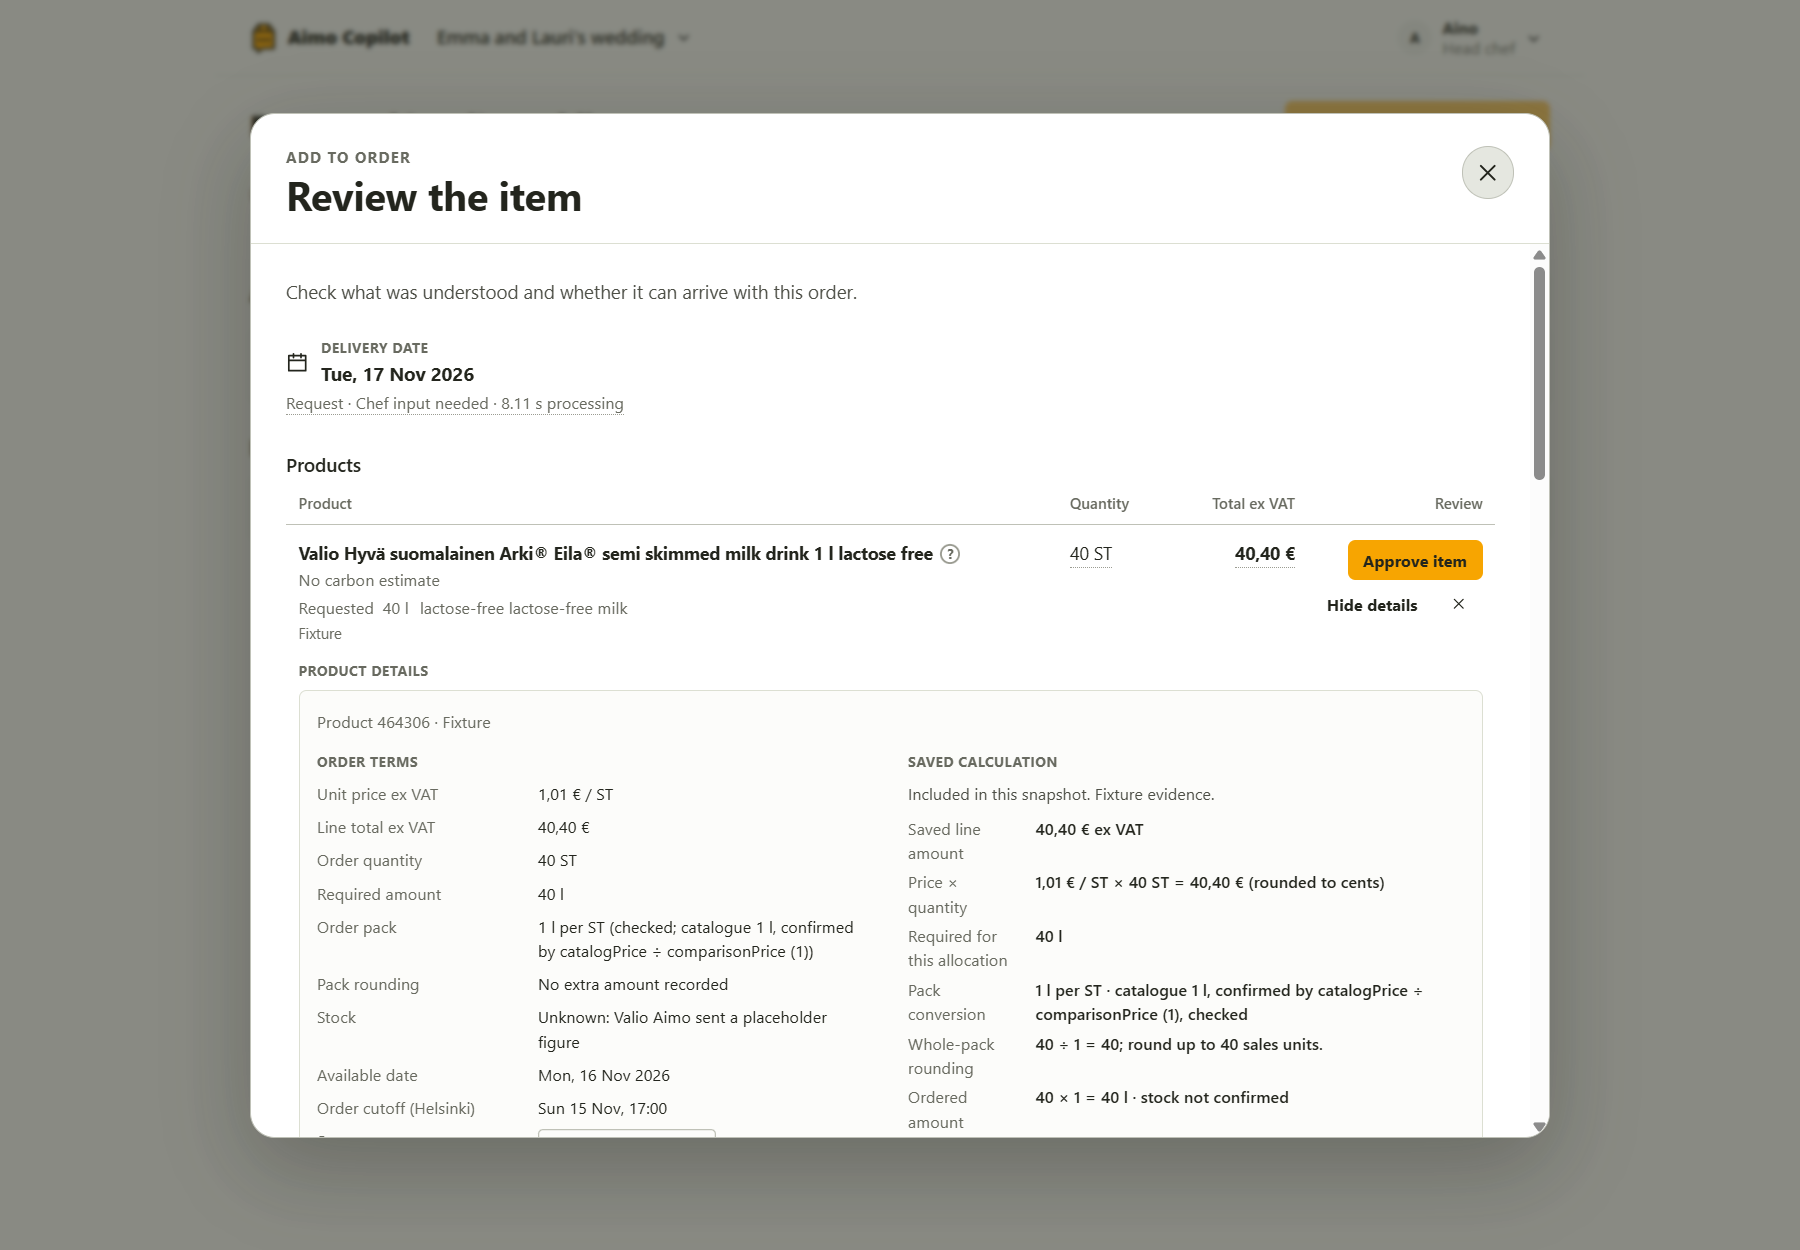 Aimo Copilot
Emma and Lauri's wedding
A
Aino
Head chef
ADD TO ORDER
Review the item
Check what was understood and whether it can arrive with this order.
DELIVERY DATE
Tue, 17 Nov 2026
Request · Chef input needed · 8.11 s processing
Products
Product Quantity Total ex VAT Review
Valio Hyvä suomalainen Arki® Eila® semi skimmed milk drink 1 l lactose free ? 40 ST 40,40 € Approve item
No carbon estimate
Requested 40 l lactose-free lactose-free milk Hide details
Fixture
PRODUCT DETAILS
Product 464306 · Fixture
ORDER TERMS
Unit price ex VAT 1,01 € / ST
Line total ex VAT 40,40 €
Order quantity 40 ST
Required amount 40 l
Order pack 1 l per ST (checked; catalogue 1 l, confirmed
by catalogPrice ÷ comparisonPrice (1))
Pack rounding No extra amount recorded
Stock Unknown: Valio Aimo sent a placeholder
figure
Available date Mon, 16 Nov 2026
Order cutoff (Helsinki) Sun 15 Nov, 17:00
SAVED CALCULATION
Included in this snapshot. Fixture evidence.
Saved line 40,40 € ex VAT
amount
Price × 1,01 € / ST × 40 ST = 40,40 € (rounded to cents)
quantity
Required for 40 l
this allocation
Pack 1 l per ST · catalogue 1 l, confirmed by catalogPrice ÷
conversion comparisonPrice (1), checked
Whole-pack 40 ÷ 1 = 40; round up to 40 sales units.
rounding
Ordered 40 × 1 = 40 l · stock not confirmed
amount